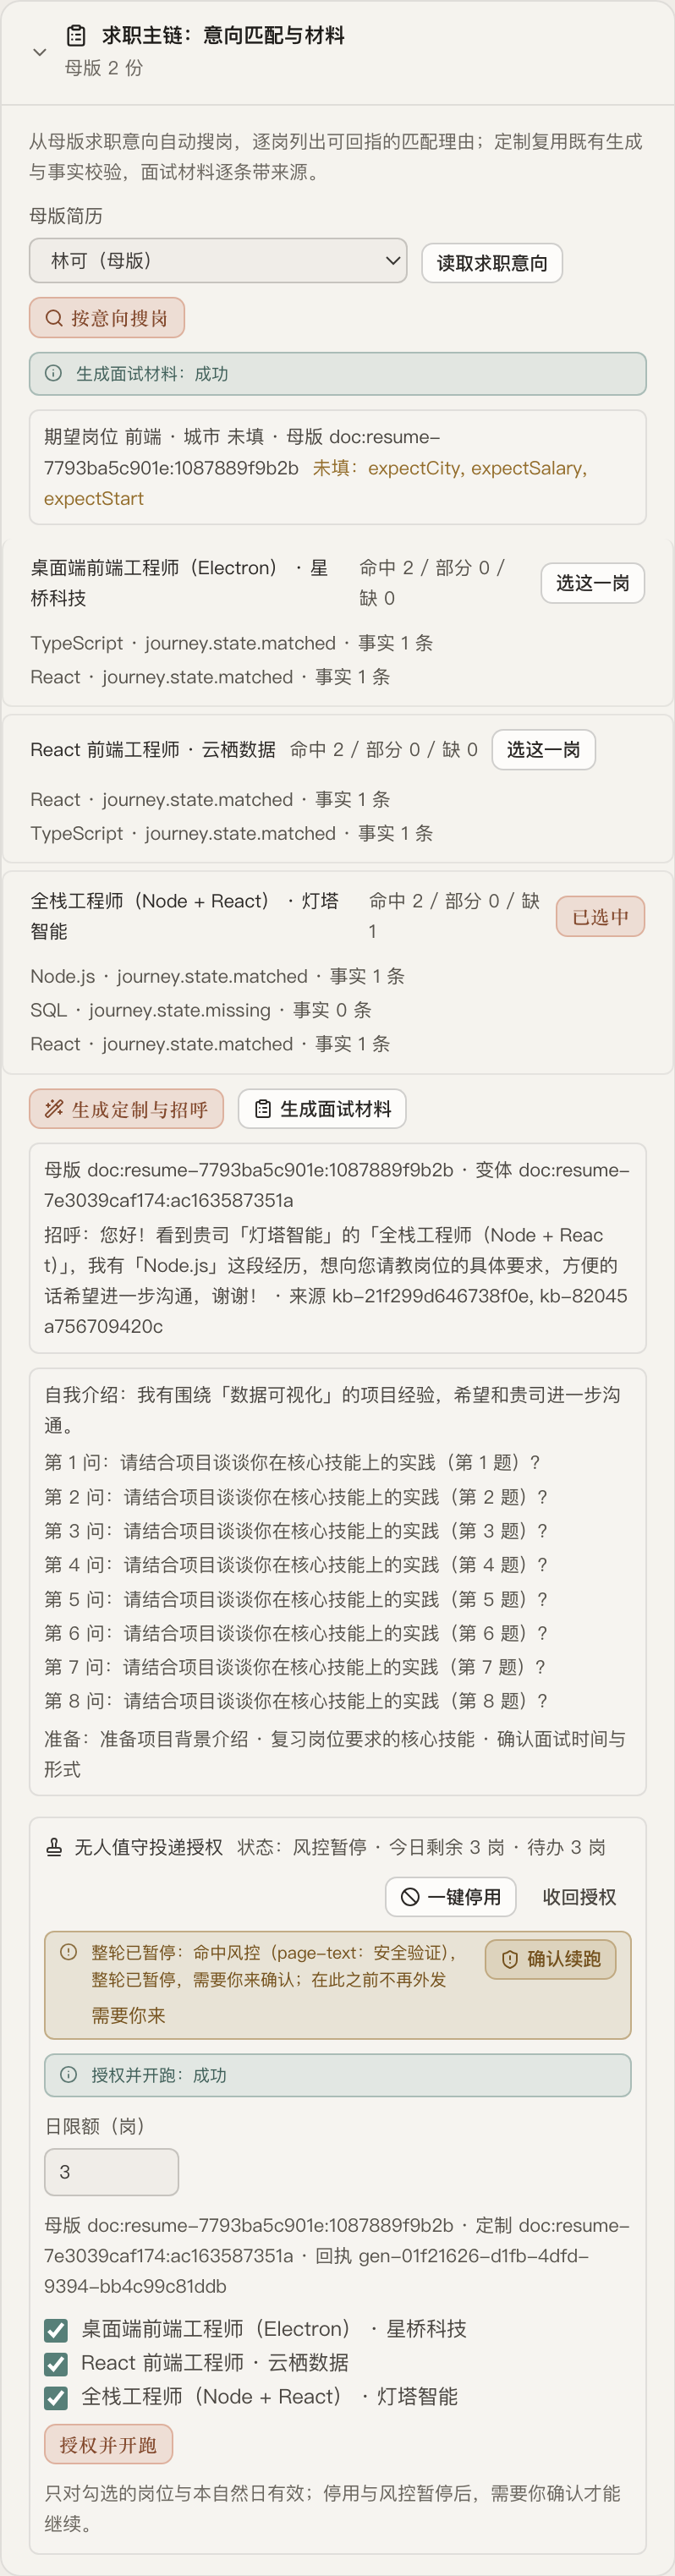 求职主链：意向匹配与材料
母版 2 份
从母版求职意向自动搜岗，逐岗列出可回指的匹配理由；定制复用既有生成
与事实校验，面试材料逐条带来源。
母版简历
林可（母版）
读取求职意向
按意向搜岗
生成面试材料：成功
期望岗位 前端 · 城市 未填 · 母版 doc:resume-
7793ba5c901e:1087889f9b2b 未填：expectCity, expectSalary,
expectStart
桌面端前端工程师（Electron） · 星
桥科技
命中 2 / 部分 0 /
缺 0
选这一岗
TypeScript · journey.state.matched · 事实 1 条
React · journey.state.matched · 事实 1 条
React 前端工程师 · 云栖数据 命中 2 / 部分 0 / 缺 0 选这一岗
React · journey.state.matched · 事实 1 条
TypeScript · journey.state.matched · 事实 1 条
全栈工程师（Node + React） · 灯塔
智能
命中 2 / 部分 0 / 缺
1
已选中
Node.js · journey.state.matched · 事实 1 条
SQL · journey.state.missing · 事实 0 条
React · journey.state.matched · 事实 1 条
生成定制与招呼 生成面试材料
母版 doc:resume-7793ba5c901e:1087889f9b2b · 变体 doc:resume-
7e3039caf174:ac163587351a
招呼：您好！看到贵司「灯塔智能」的「全栈工程师（Node + Reac
t）」，我有「Node.js」这段经历，想向您请教岗位的具体要求，方便的
话希望进一步沟通，谢谢！ · 来源 kb-21f299d646738f0e, kb-82045
a756709420c
自我介绍：我有围绕「数据可视化」的项目经验，希望和贵司进一步沟
通。
第 1 问：请结合项目谈谈你在核心技能上的实践（第 1 题）?
第 2 问：请结合项目谈谈你在核心技能上的实践（第 2 题）?
第 3 问：请结合项目谈谈你在核心技能上的实践（第 3 题）?
第 4 问：请结合项目谈谈你在核心技能上的实践（第 4 题）?
第 5 问：请结合项目谈谈你在核心技能上的实践（第 5 题）?
第 6 问：请结合项目谈谈你在核心技能上的实践（第 6 题）?
第 7 问：请结合项目谈谈你在核心技能上的实践（第 7 题）?
第 8 问：请结合项目谈谈你在核心技能上的实践（第 8 题）?
准备：准备项目背景介绍 · 复习岗位要求的核心技能 · 确认面试时间与
形式
无人值守投递授权 状态：风控暂停 · 今日剩余 3 岗 · 待办 3 岗
一键停用 收回授权
整轮已暂停：命中风控（page-text：安全验证），
整轮已暂停，需要你来确认；在此之前不再外发
需要你来
确认续跑
授权并开跑：成功
日限额（岗）
3
母版 doc:resume-7793ba5c901e:1087889f9b2b · 定制 doc:resume-
7e3039caf174:ac163587351a · 回执 gen-01f21626-d1fb-4dfd-
9394-bb4c99c81ddb
桌面端前端工程师（Electron） · 星桥科技
React 前端工程师 · 云栖数据
全栈工程师（Node + React） · 灯塔智能
授权并开跑
只对勾选的岗位与本自然日有效；停用与风控暂停后，需要你确认才能
继续。